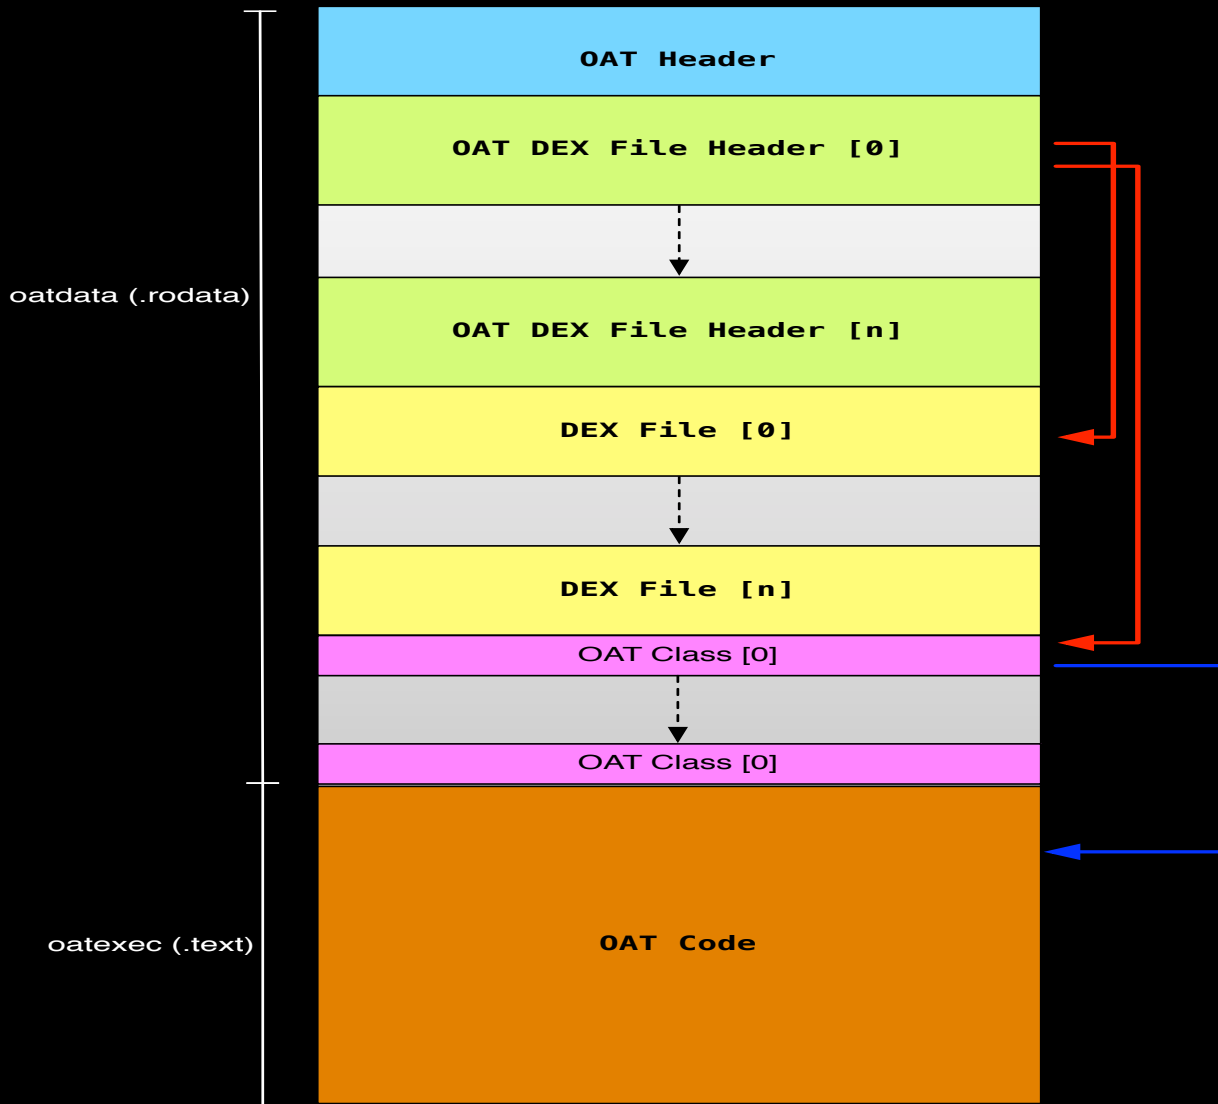 OAT Header
OAT DEX File Header [0]
oatdata (.rodata)
OAT DEX File Header [n]
DEX File [0]
DEX File [n]
OAT Class [0]
OAT Class [0]
oatexec (.text)
OAT Code